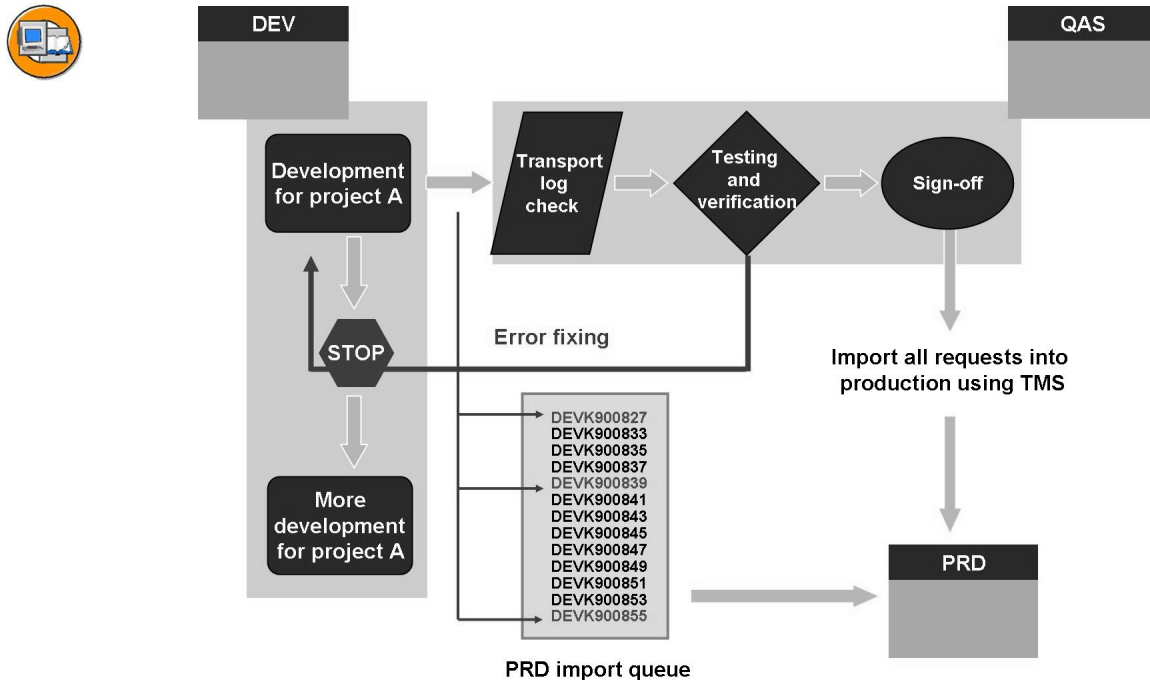 DEV
QAS
Development
for project A
Transport
log
check
Testing
and
verification
Sign-off
STOP
Error fixing
Import all requests into
production using TMS
More
development
for project A
DEVK900827
DEVK900833
DEVK900835
DEVK900837
DEVK900839
DEVK900841
DEVK900843
DEVK900845
DEVK900847
DEVK900849
DEVK900851
DEVK900853
DEVK900855
PRD
PRD import queue